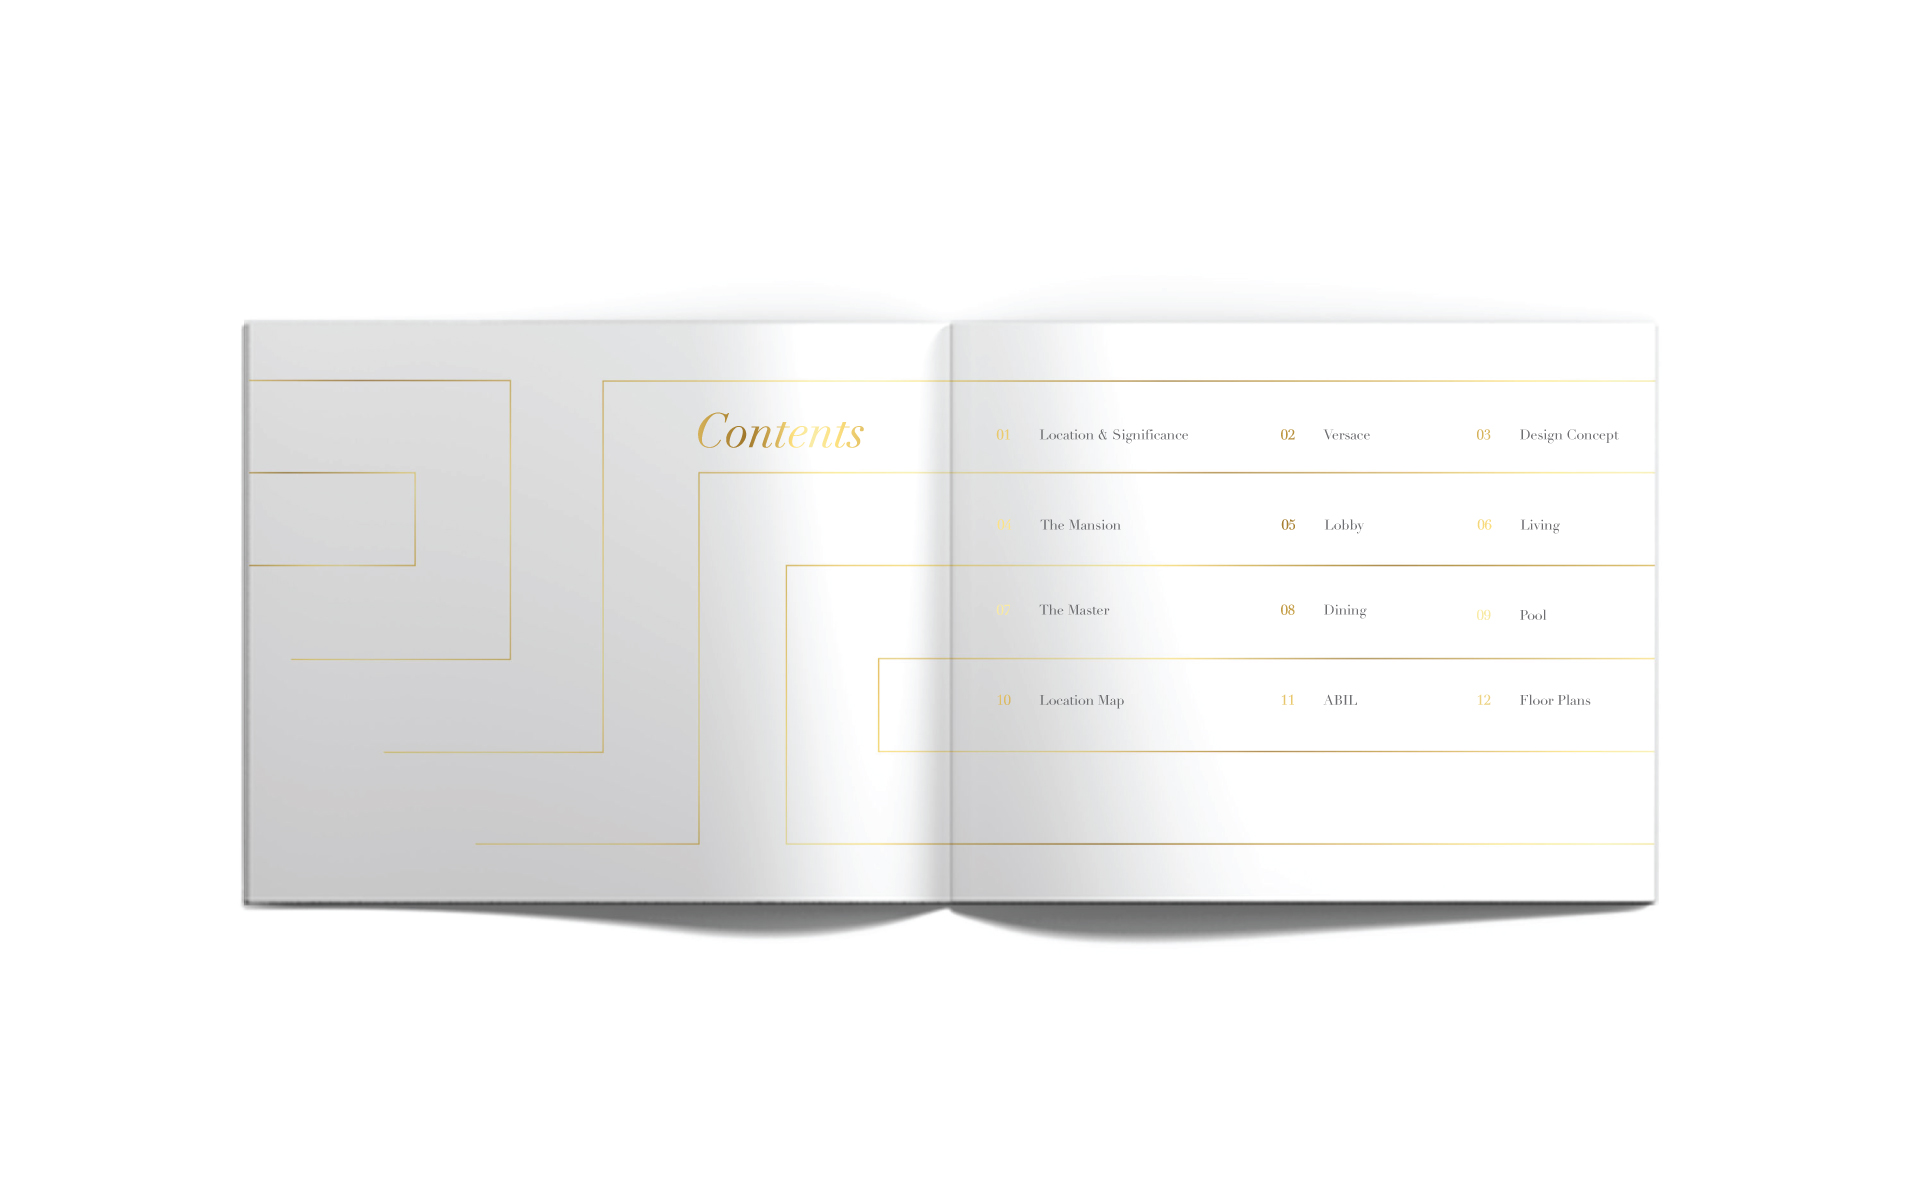 Contents
01 Location & Significance 02 Versace 03 Design Concept
04 The Mansion 05 Lobby 06 Living
07 The Master 08 Dining 09 Pool
10 Location Map 11 ABIL 12 Floor Plans